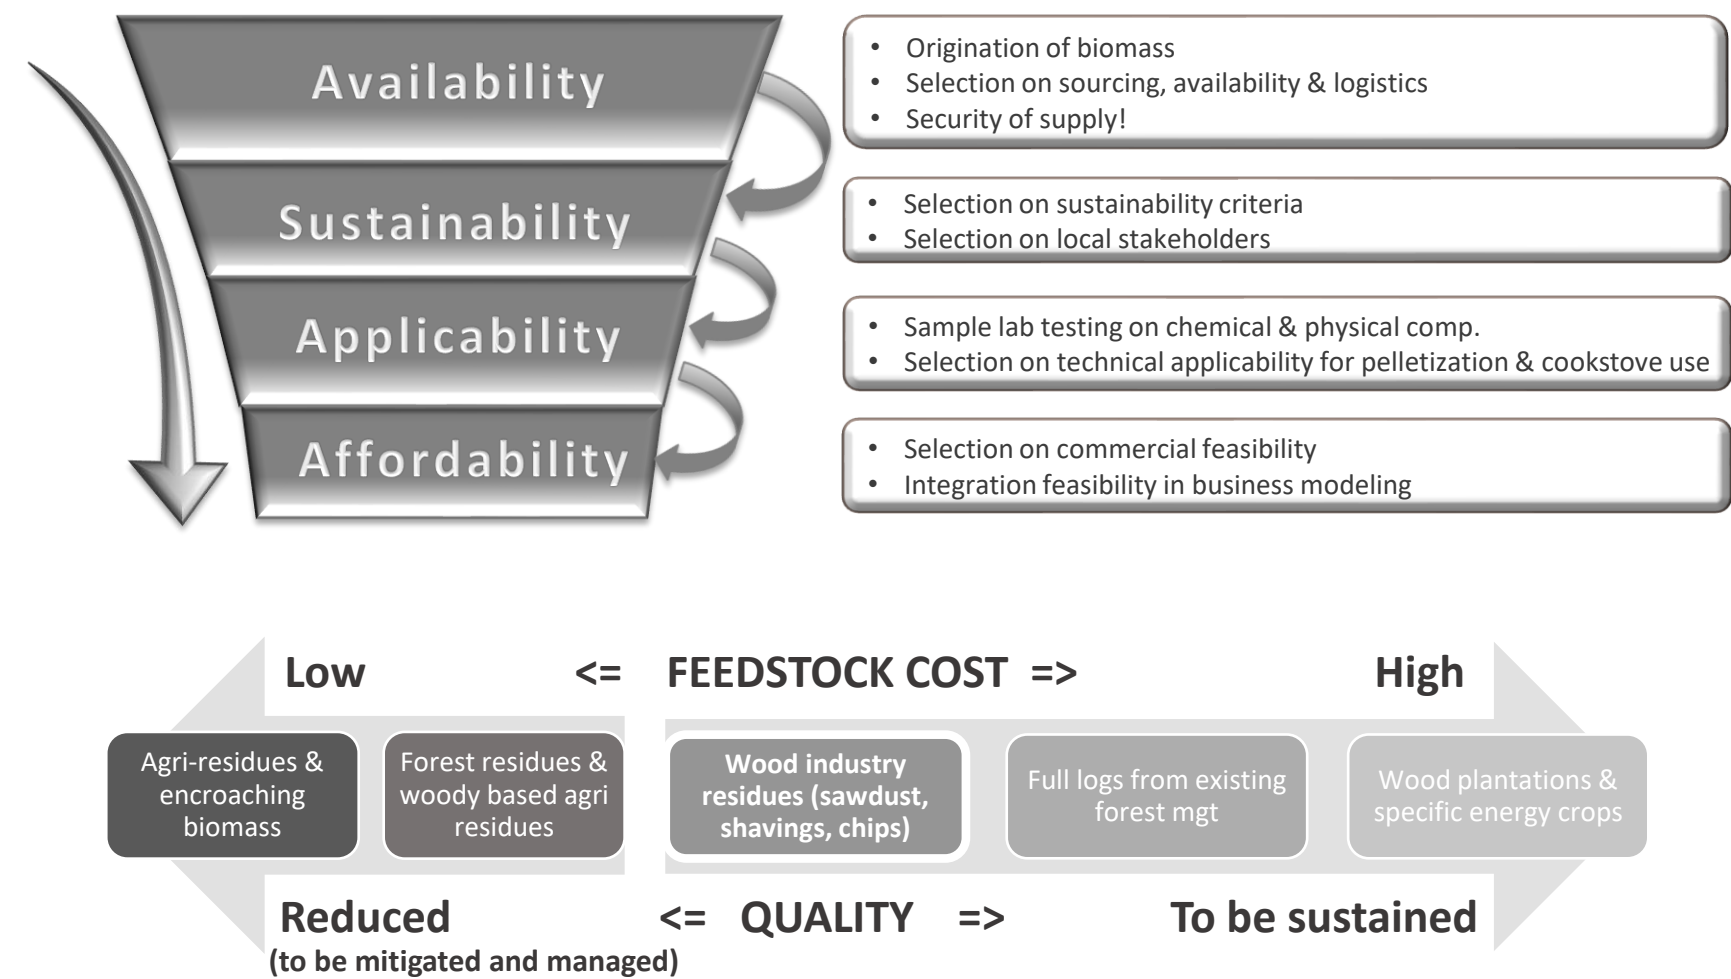 Availability
• Origination of biomass
• Selection on sourcing, availability & logistics
• Security of supply!
Sustainability
• Selection on sustainability criteria
• Selection on local stakeholders
Applicability
• Sample lab testing on chemical & physical comp.
• Selection on technical applicability for pelletization & cookstove use
Affordability
• Selection on commercial feasibility
• Integration feasibility in business modeling
Low <= FEEDSTOCK COST => High
Agri-residues &
encroaching
biomass
Forest residues &
woody based agri
residues
Wood industry
residues (sawdust,
shavings, chips)
Full logs from existing
forest mgt
Wood plantations &
specific energy crops
Reduced <= QUALITY => To be sustained
(to be mitigated and managed)